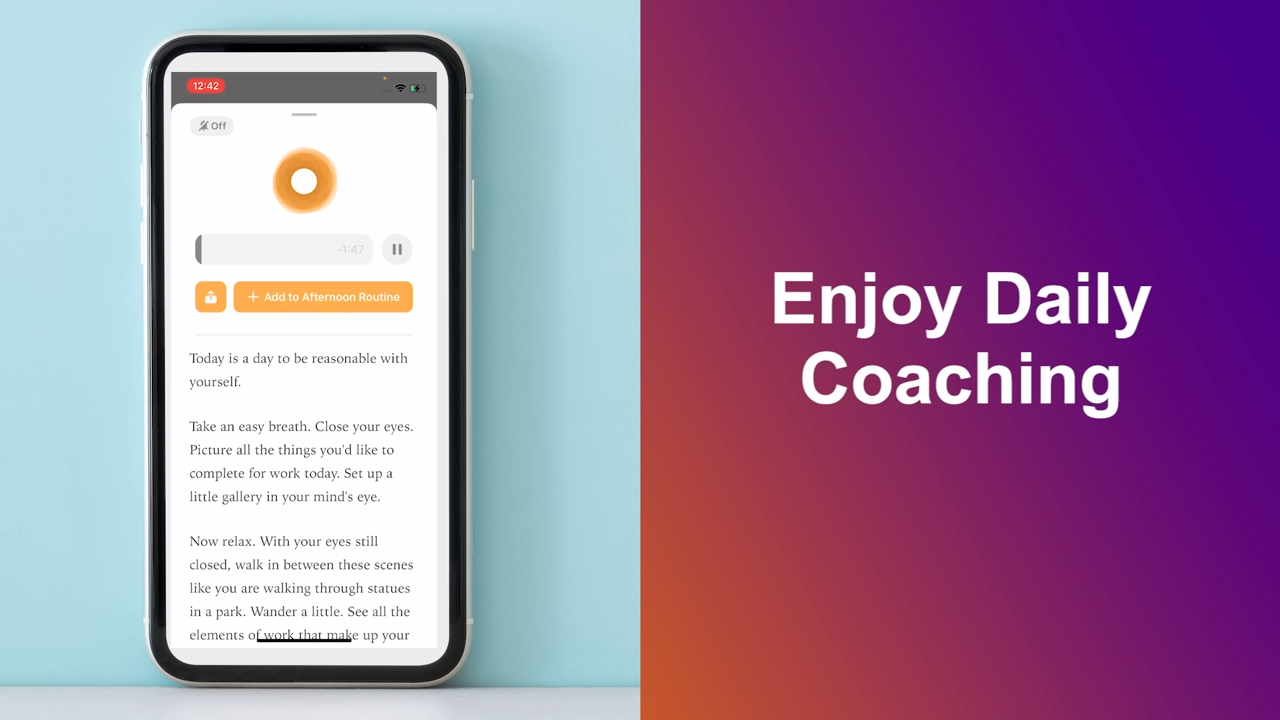 12:42
Off
-1:47
+ Add to Afternoon Routine
Today is a day to be reasonable with
yourself.
Take an easy breath. Close your eyes.
Picture all the things you'd like to
complete for work today. Set up a
little gallery in your mind's eye.
Now relax. With your eyes still
closed, walk in between these scenes
like you are walking through statues
in a park. Wander a little. See all the
elements of work that make up your
Enjoy Daily
Coaching